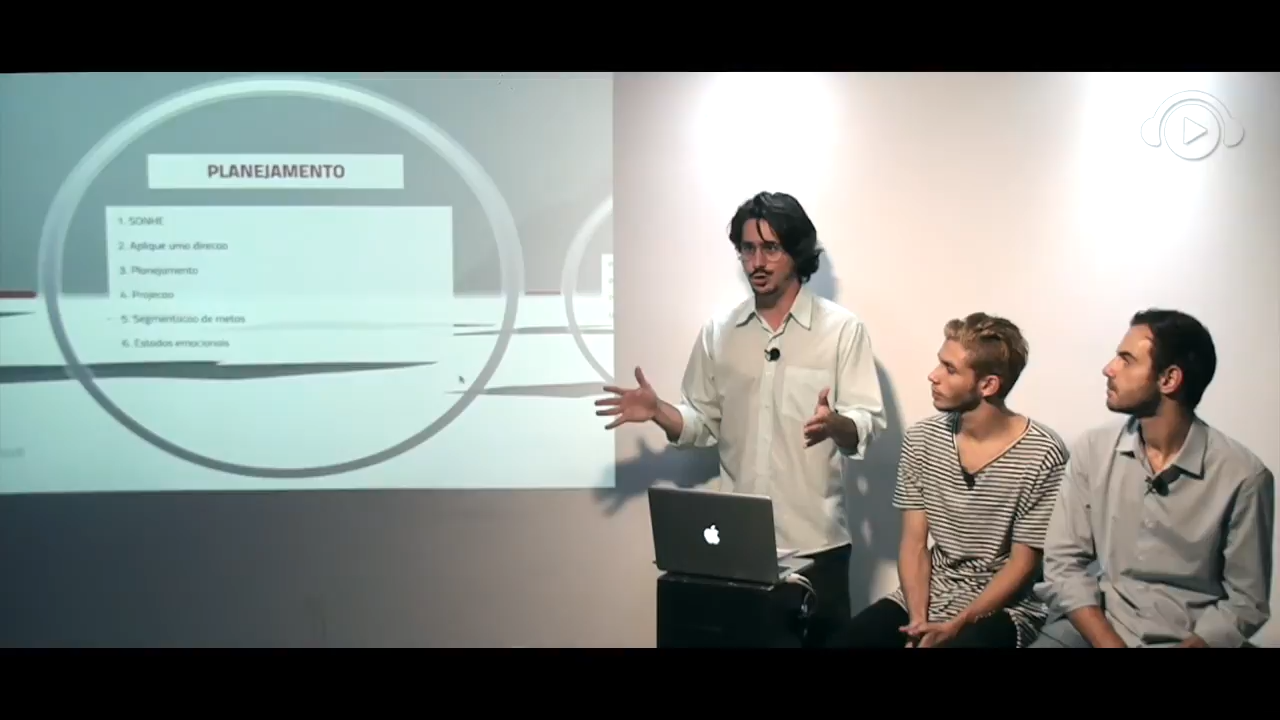 PLANEJAMENTO
1. SONHE
2. Aplique uma direcao
3. Planejamento
4. Projecao
5. Segmentacao de metas
6. Estados emocionais